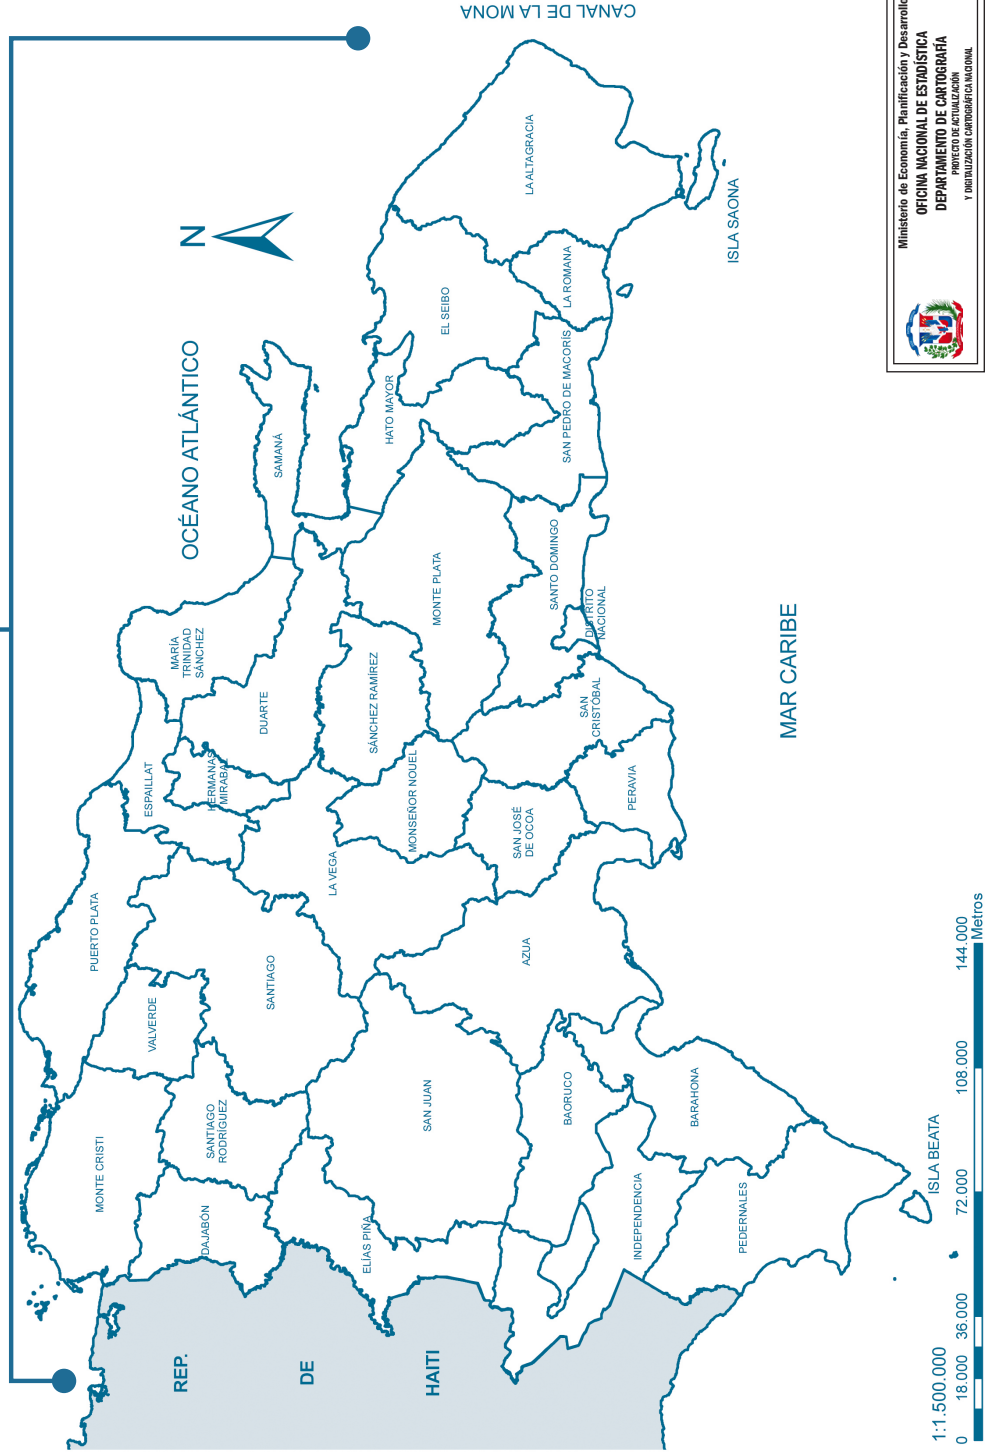 CANAL DE LA MONA
OCÉANO ATLÁNTICO
N
PUERTO PLATA
ESPAILLAT
MARÍA
TRINIDAD
SÁNCHEZ
SAMANÁ
MONTE CRISTI
VALVERDE
HERMANAS
MIRABAL
DUARTE
DAJABÓN
SANTIAGO
RODRÍGUEZ
SANTIAGO
LA VEGA
SÁNCHEZ RAMÍREZ
HATO MAYOR
EL SEIBO
LA ALTAGRACIA
REP.
DE
HAITI
ELÍAS PIÑA
SAN JUAN
MONSEÑOR NOUEL
MONTE PLATA
AZUA
SAN JOSÉ
DE OCOA
SAN
CRISTÓBAL
SANTO DOMINGO
DISTRITO
NACIONAL
SAN PEDRO DE MACORÍS
LA ROMANA
BAORUCO
PERAVIA
INDEPENDENCIA
BARAHONA
PEDERNALES
ISLA SAONA
MAR CARIBE
ISLA BEATA
1:1.500.000
0 18.000 36.000 72.000 108.000 144.000
Metros
Ministerio de Economía, Planificación y Desarrollo
OFICINA NACIONAL DE ESTADÍSTICA
DEPARTAMENTO DE CARTOGRAFÍA
PROYECTO DE ACTUALIZACIÓN
Y DIGITALIZACIÓN CARTOGRÁFICA NACIONAL